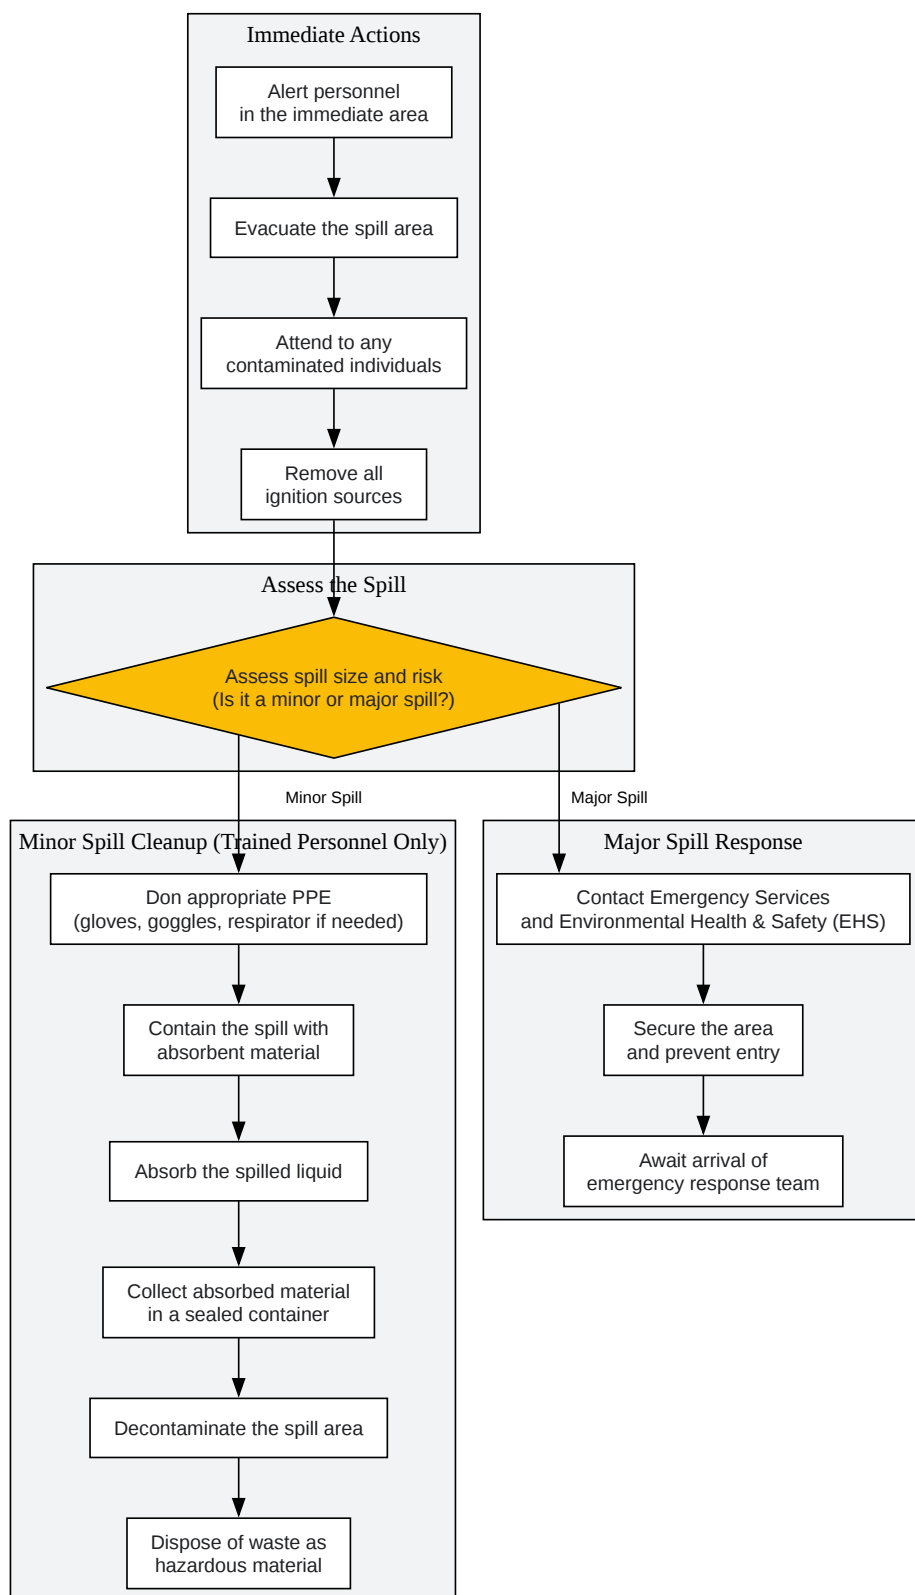 Immediate Actions
Alert personnel
in the immediate area
Evacuate the spill area
Attend to any
contaminated individuals
Remove all
ignition sources
Assess the Spill
Assess spill size and risk
(Is it a minor or major spill?)
Minor Spill
Major Spill
Minor Spill Cleanup (Trained Personnel Only)
Don appropriate PPE
(gloves, goggles, respirator if needed)
Contain the spill with
absorbent material
Absorb the spilled liquid
Collect absorbed material
in a sealed container
Decontaminate the spill area
Dispose of waste as
hazardous material
Major Spill Response
Contact Emergency Services
and Environmental Health & Safety (EHS)
Secure the area
and prevent entry
Await arrival of
emergency response team